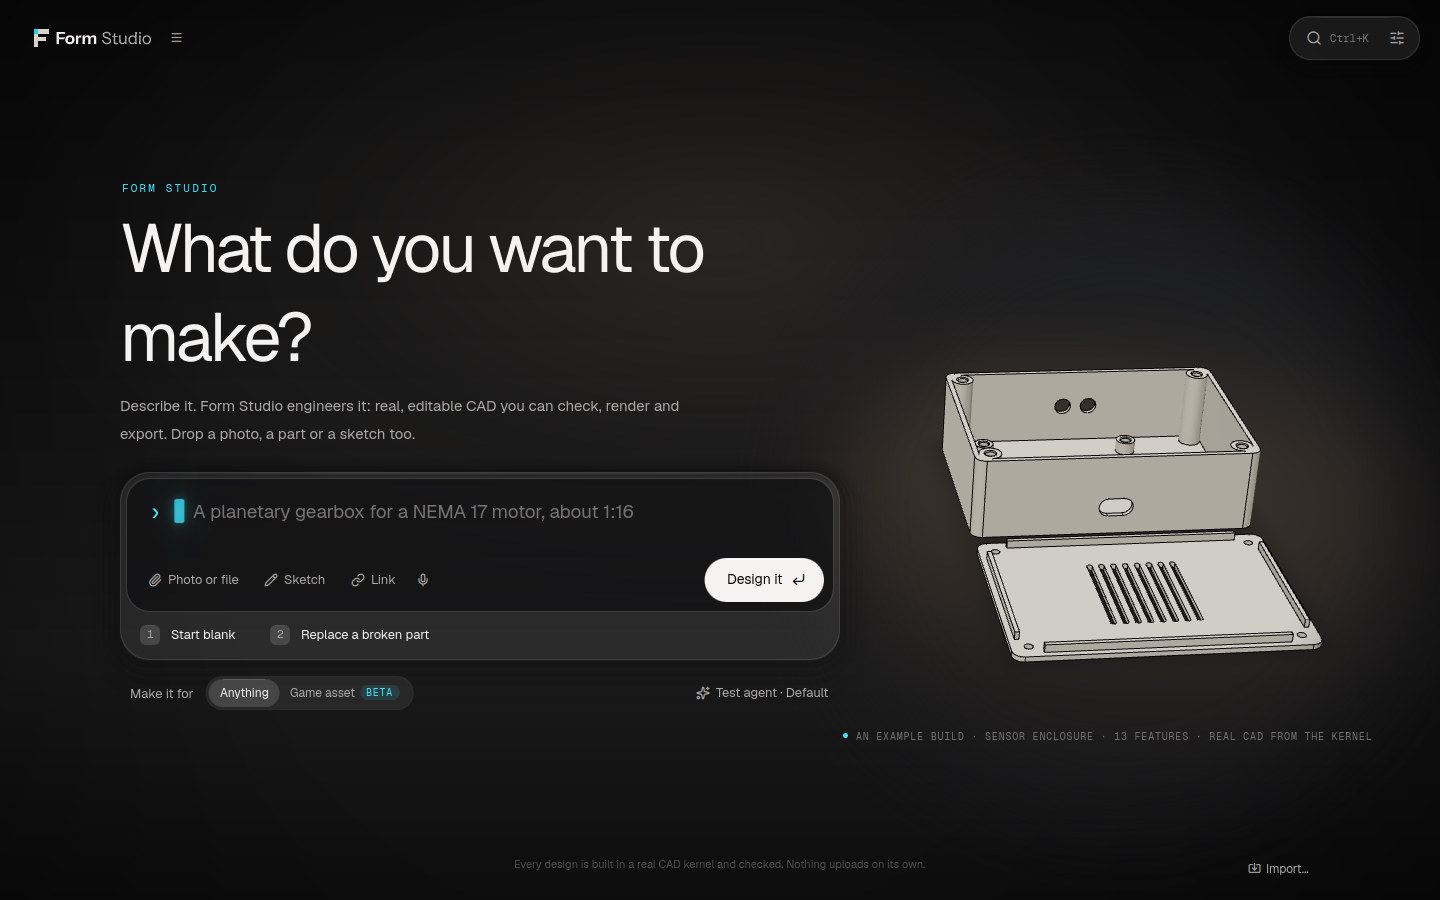 Form Studio
Ctrl+K
FORM STUDIO
What do you want to
make?
Describe it. Form Studio engineers it: real, editable CAD you can check, render and
export. Drop a photo, a part or a sketch too.
› A planetary gearbox for a NEMA 17 motor, about 1:16
Photo or file Sketch Link Design it
1 Start blank 2 Replace a broken part
Make it for Anything Game asset BETA Test agent · Default
AN EXAMPLE BUILD · SENSOR ENCLOSURE · 13 FEATURES · REAL CAD FROM THE KERNEL
Every design is built in a real CAD kernel and checked. Nothing uploads on its own.
Import...